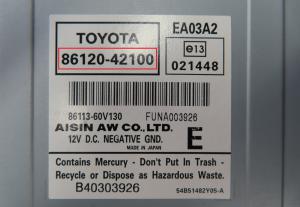 TOYOTA
EA03A2
86120-42100
e13
021448
86113-60V130 FUNA003926
AISIN AW CO.,LTD.
12V D.C. NEGATIVE GND.
E
MADE IN JAPAN
Contains Mercury - Don't Put In Trash -
Recycle or Dispose as Hazardous Waste.
B40303926
54B51482Y05-A